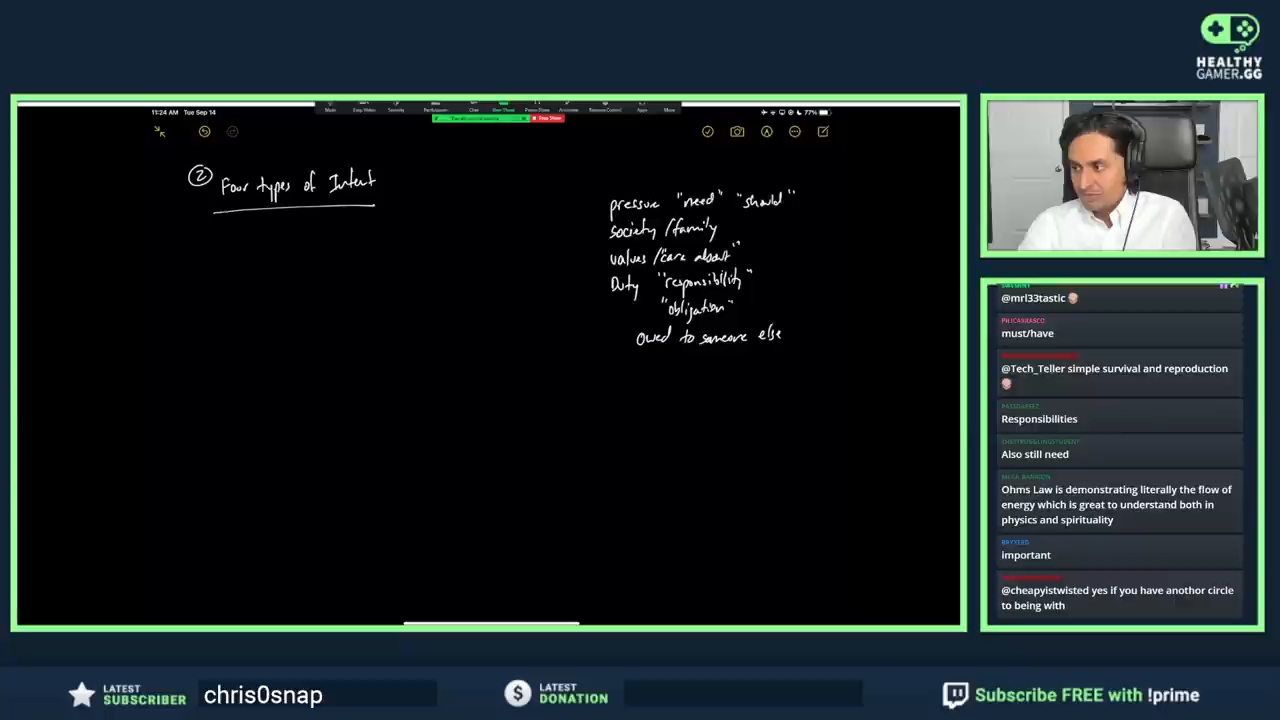 HEALTHY
GAMER.GG
11:24 AM Tue Sep 14
77%
② Four types of Intent
pressure "need" "should"
society/family
values/"care about"
Duty "responsibility"
"obligation"
owed to someone else
@mrl33tastic
must/have
@Tech_Teller simple survival and reproduction
Responsibilities
Also still need
Ohms Law is demonstrating literally the flow of
energy which is great to understand both in
physics and spirituality
BRYXERD
important
@cheapyistwisted yes if you have anothor circle
to being with
LATEST
SUBSCRIBER
chris0snap
$ LATEST
DONATION
Subscribe FREE with !prime